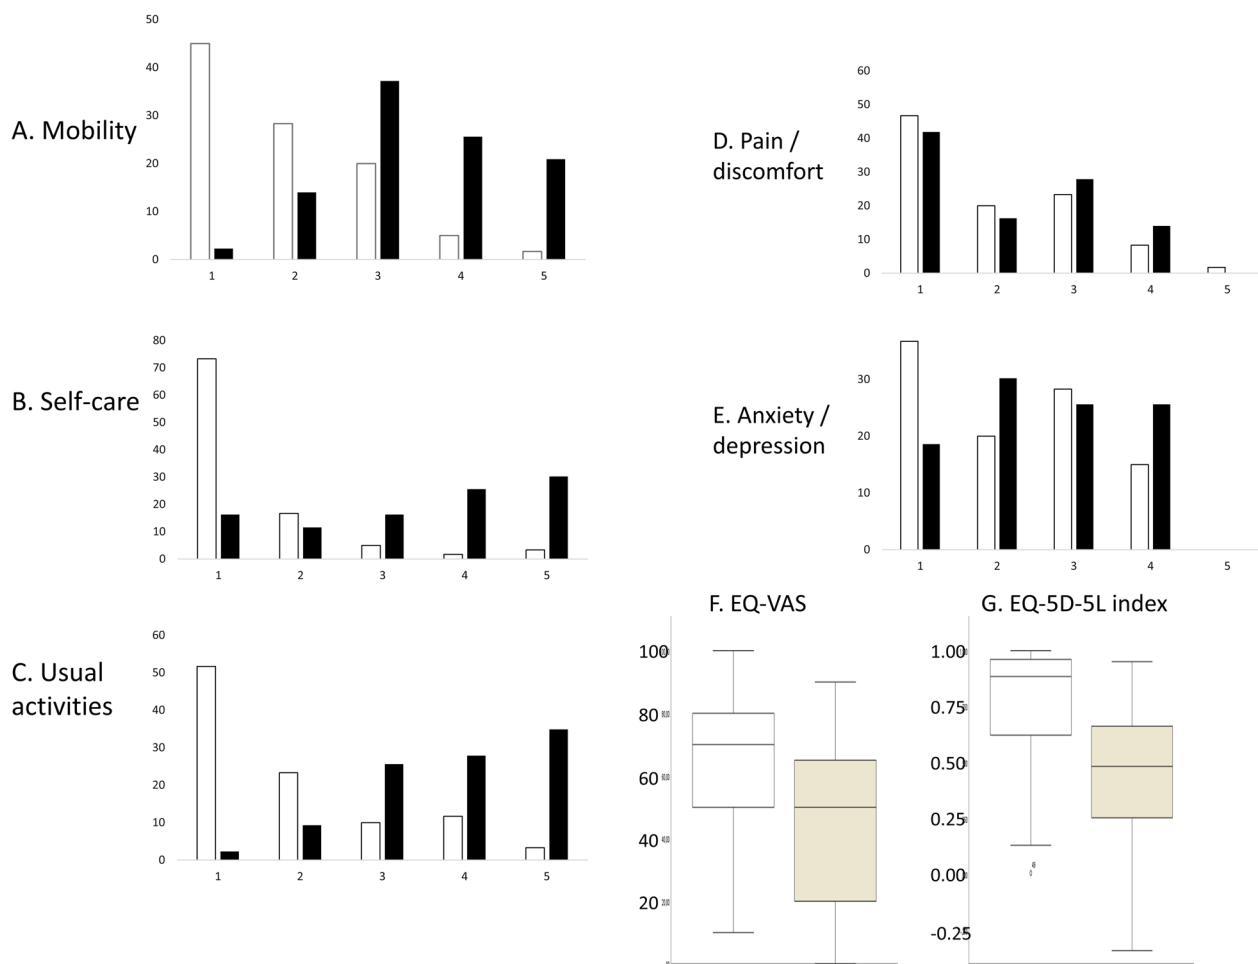 A. Mobility
50
40
30
20
10
0
1 2 3 4 5
B. Self-care
80
70
60
50
40
30
20
10
0
1 2 3 4 5
C. Usual
activities
60
50
40
30
20
10
0
1 2 3 4 5
D. Pain /
discomfort
60
50
40
30
20
10
0
1 2 3 4 5
E. Anxiety /
depression
30
20
10
0
1 2 3 4 5
F. EQ-VAS
100
80
60
40
20
G. EQ-5D-5L index
1.00
0.75
0.50
0.25
0.00
-0.25